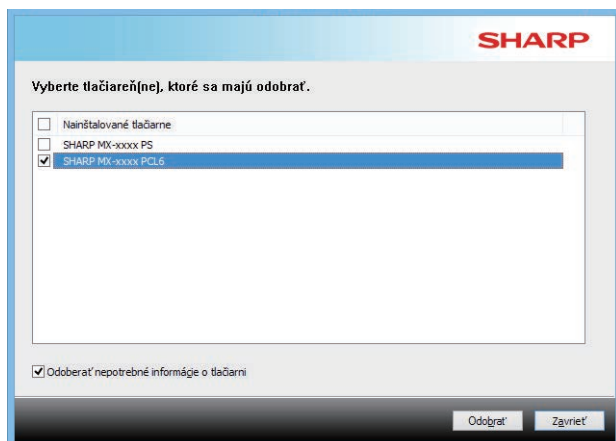 SHARP
Vyberte tlačiareň(ne), ktoré sa majú odobrať.
Nainštalované tlačiarne
SHARP MX-xxxx PS
SHARP MX-xxxx PCL6
Odoberať nepotrebné informácie o tlačiarni
Odobrať
Zavrieť